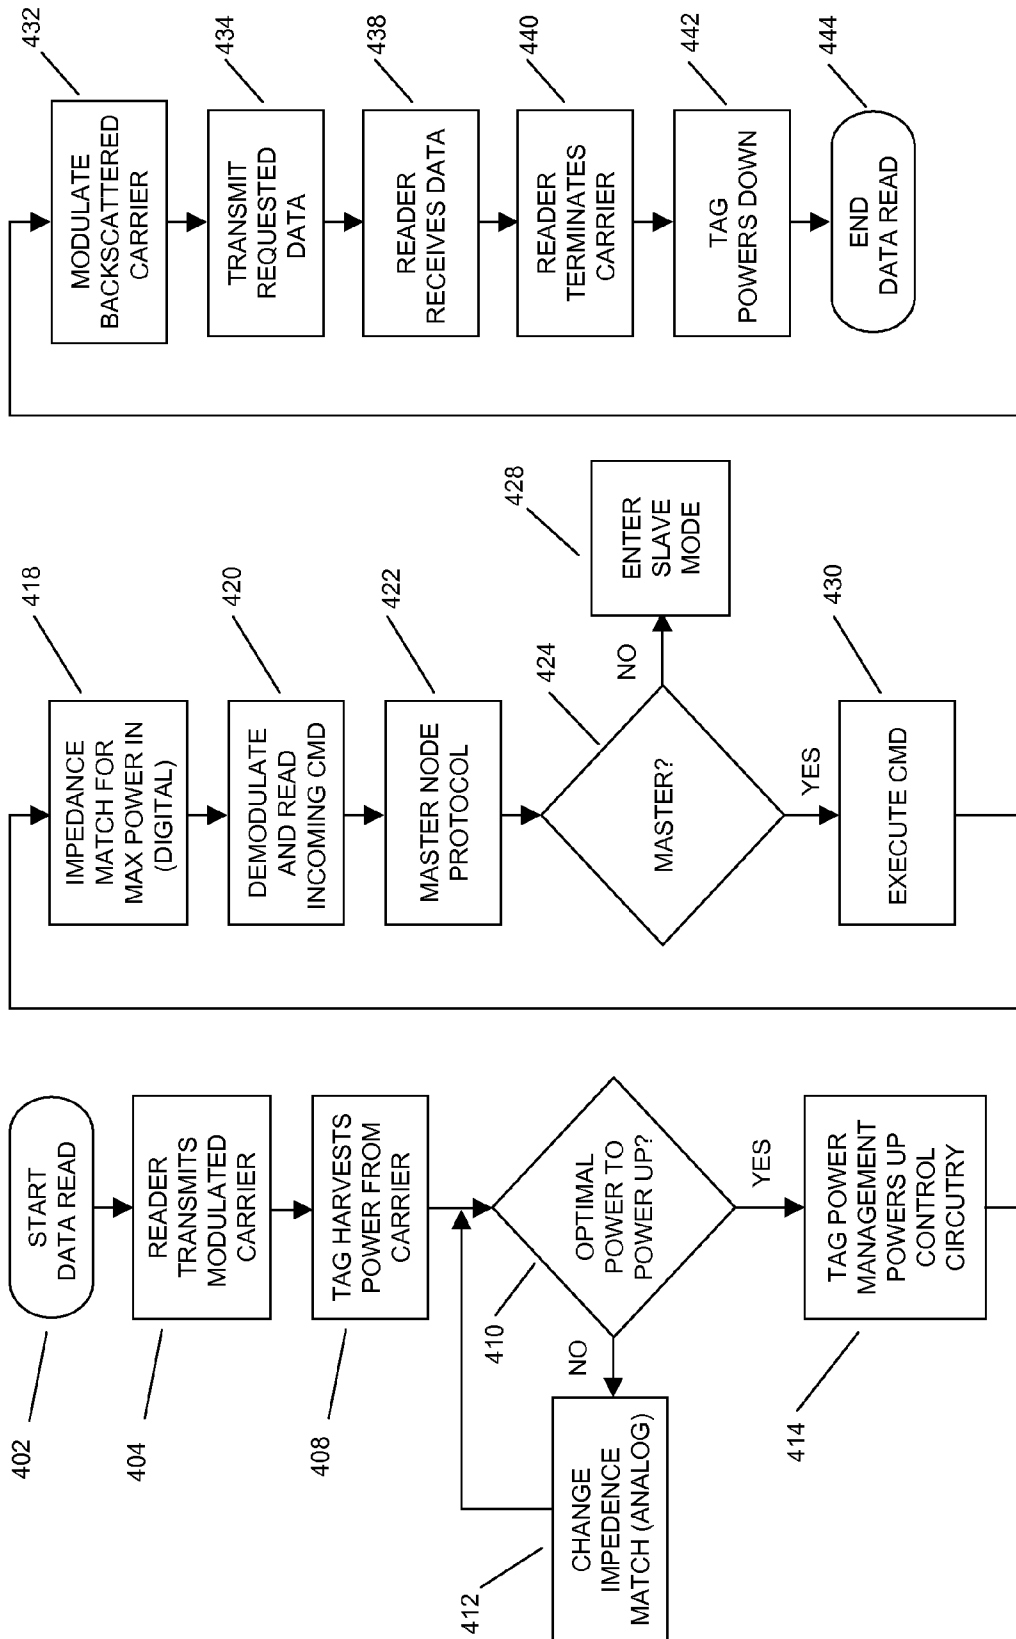 402
START
DATA READ
404
READER
TRANSMITS
MODULATED
CARRIER
408
TAG HARVESTS
POWER FROM
CARRIER
410
OPTIMAL
POWER TO
POWER UP?
NO
412
CHANGE
IMPEDENCE
MATCH (ANALOG)
YES
414
TAG POWER
MANAGEMENT
POWERS UP
CONTROL
CIRCUTRY
418
IMPEDANCE
MATCH FOR
MAX POWER IN
(DIGITAL)
420
DEMODULATE
AND READ
INCOMING CMD
422
MASTER NODE
PROTOCOL
424
MASTER?
NO
428
ENTER
SLAVE
MODE
YES
430
EXECUTE CMD
432
MODULATE
BACKSCATTERED
CARRIER
434
TRANSMIT
REQUESTED
DATA
438
READER
RECEIVES DATA
440
READER
TERMINATES
CARRIER
442
TAG
POWERS DOWN
444
END
DATA READ